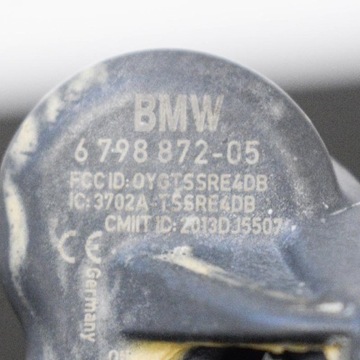 BMW
6 798 872-05
FCC ID: OYGTSSRE4DB
IC: 3702A-TSSRE4DB
CMIIT ID: 2013DJ5507
CE
Germany